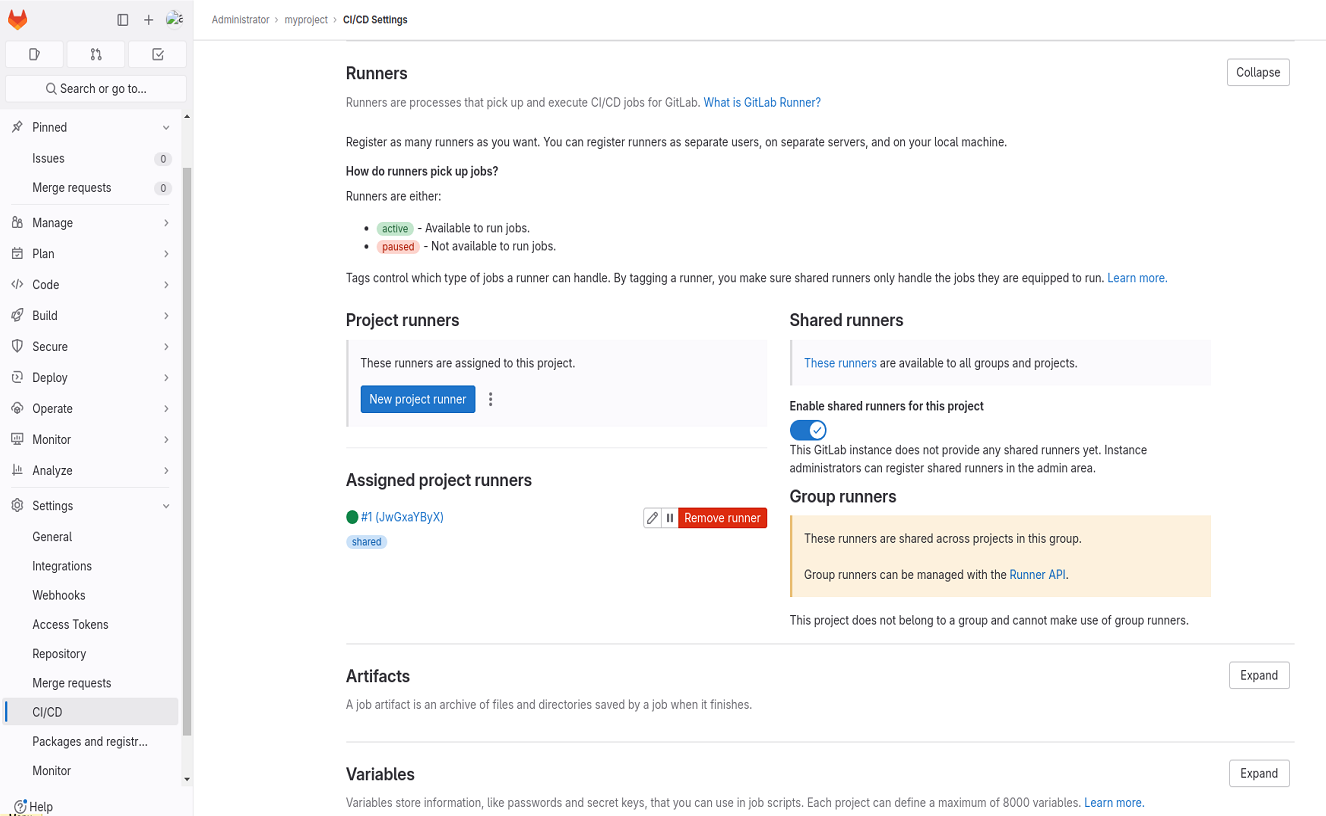 Administrator › myproject › CI/CD Settings
Search or go to...
Pinned
Issues 0
Merge requests 0
Manage
Plan
Code
Build
Secure
Deploy
Operate
Monitor
Analyze
Settings
General
Integrations
Webhooks
Access Tokens
Repository
Merge requests
CI/CD
Packages and registr...
Monitor
Help
Runners
Collapse
Runners are processes that pick up and execute CI/CD jobs for GitLab. What is GitLab Runner?
Register as many runners as you want. You can register runners as separate users, on separate servers, and on your local machine.
How do runners pick up jobs?
Runners are either:
• active - Available to run jobs.
• paused - Not available to run jobs.
Tags control which type of jobs a runner can handle. By tagging a runner, you make sure shared runners only handle the jobs they are equipped to run. Learn more.
Project runners
These runners are assigned to this project.
New project runner
Assigned project runners
#1 (JwGxaYByX)
Remove runner
shared
Shared runners
These runners are available to all groups and projects.
Enable shared runners for this project
This GitLab instance does not provide any shared runners yet. Instance
administrators can register shared runners in the admin area.
Group runners
These runners are shared across projects in this group.
Group runners can be managed with the Runner API.
This project does not belong to a group and cannot make use of group runners.
Artifacts
Expand
A job artifact is an archive of files and directories saved by a job when it finishes.
Variables
Expand
Variables store information, like passwords and secret keys, that you can use in job scripts. Each project can define a maximum of 8000 variables. Learn more.